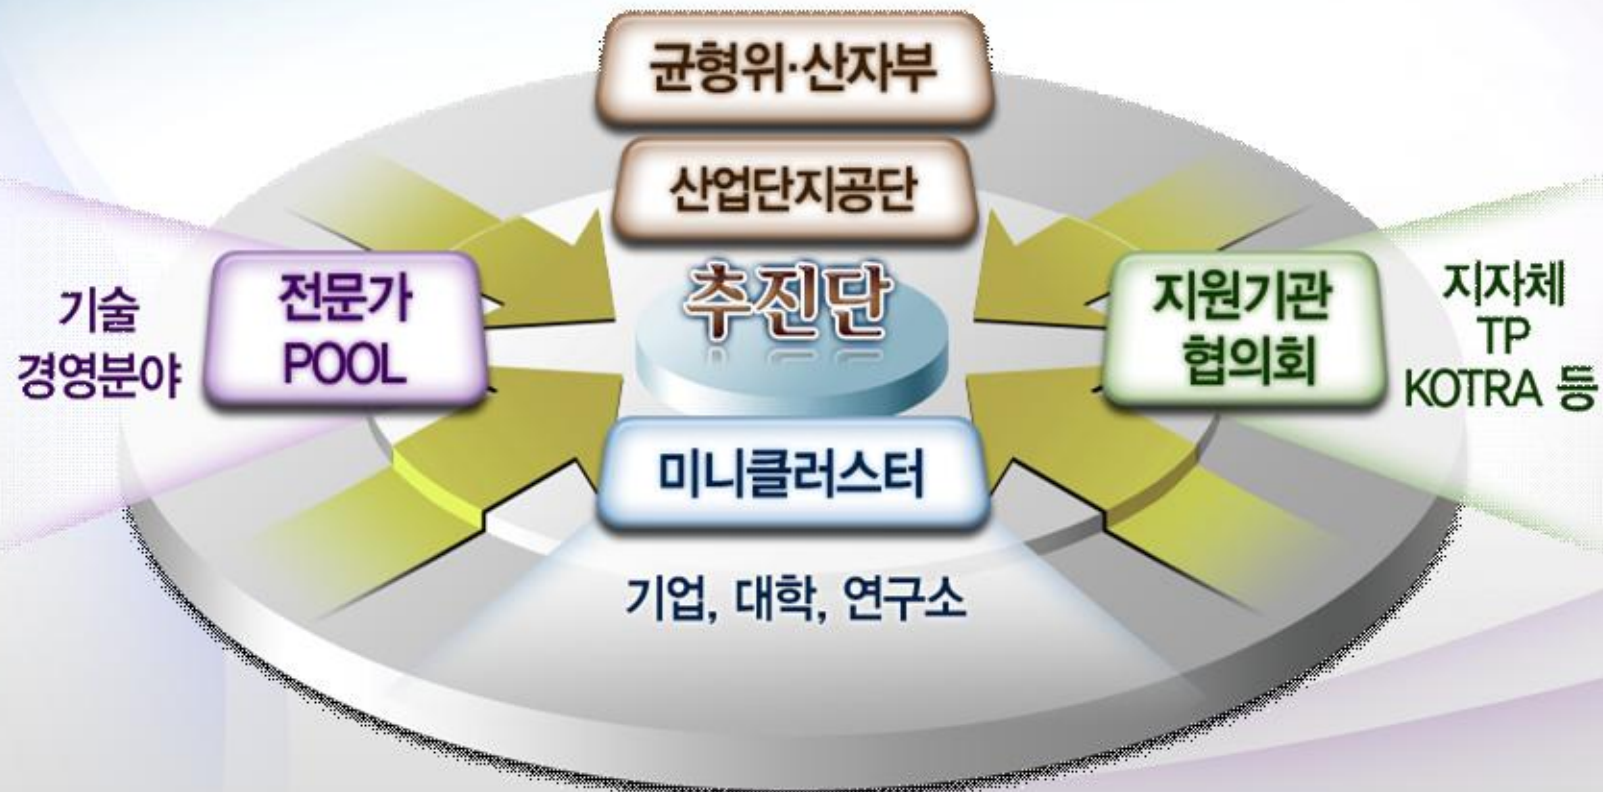 균형위·산자부
산업단지공단
추진단
기술
경영분야
전문가
POOL
지원기관
협의회
지자체
TP
KOTRA 등
미니클러스터
기업, 대학, 연구소